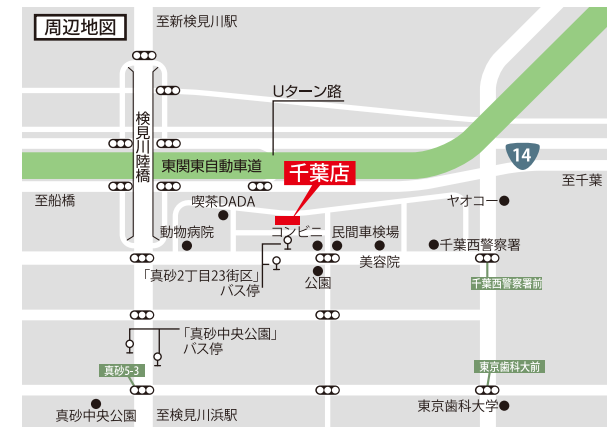 周辺地図
至新検見川駅
Uターン路
検見川陸橋
東関東自動車道
千葉店
14
至千葉
至船橋
喫茶DADA
ヤオコー
動物病院
コンビニ
民間車検場
千葉西警察署
美容院
「真砂2丁目23街区」
バス停
公園
千葉西警察署前
「真砂中央公園」
バス停
真砂5-3
東京歯科大前
真砂中央公園
至検見川浜駅
東京歯科大学